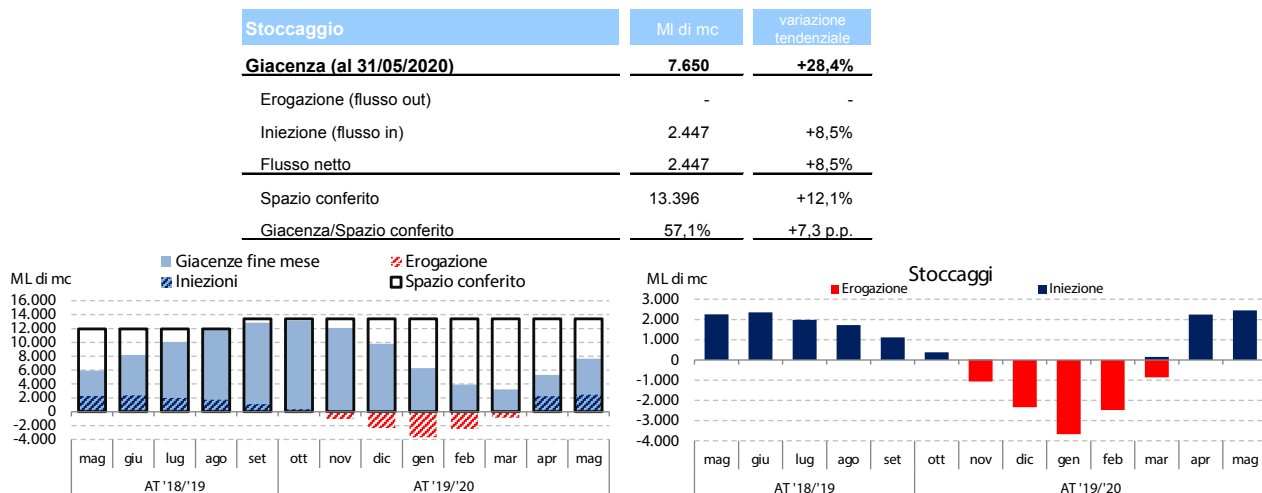 Stoccaggio Ml di mc variazione tendenziale
Giacenza (al 31/05/2020) 7.650 +28,4%
Erogazione (flusso out) - -
Iniezione (flusso in) 2.447 +8,5%
Flusso netto 2.447 +8,5%
Spazio conferito 13.396 +12,1%
Giacenza/Spazio conferito 57,1% +7,3 p.p.
ML di mc
Giacenze fine mese Erogazione
Iniezioni Spazio conferito
16.000
14.000
12.000
10.000
8.000
6.000
4.000
2.000
0
-2.000
-4.000
mag giu lug ago set ott nov dic gen feb mar apr mag
AT '18/'19 AT '19/'20
ML di mc
Stoccaggi
Erogazione Iniezione
3.000
2.000
1.000
0
-1.000
-2.000
-3.000
-4.000
mag giu lug ago set ott nov dic gen feb mar apr mag
AT '18/'19 AT '19/'20